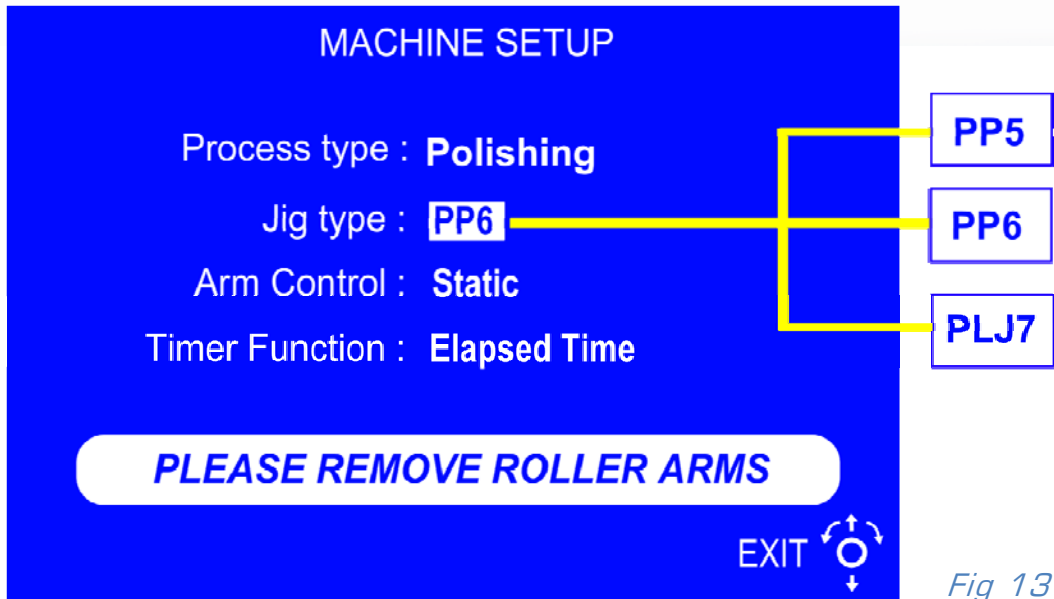 MACHINE SETUP
Process type : Polishing
Jig type : PP6
Arm Control : Static
Timer Function : Elapsed Time
PLEASE REMOVE ROLLER ARMS
EXIT
PP5
PP6
PLJ7
Fig 13